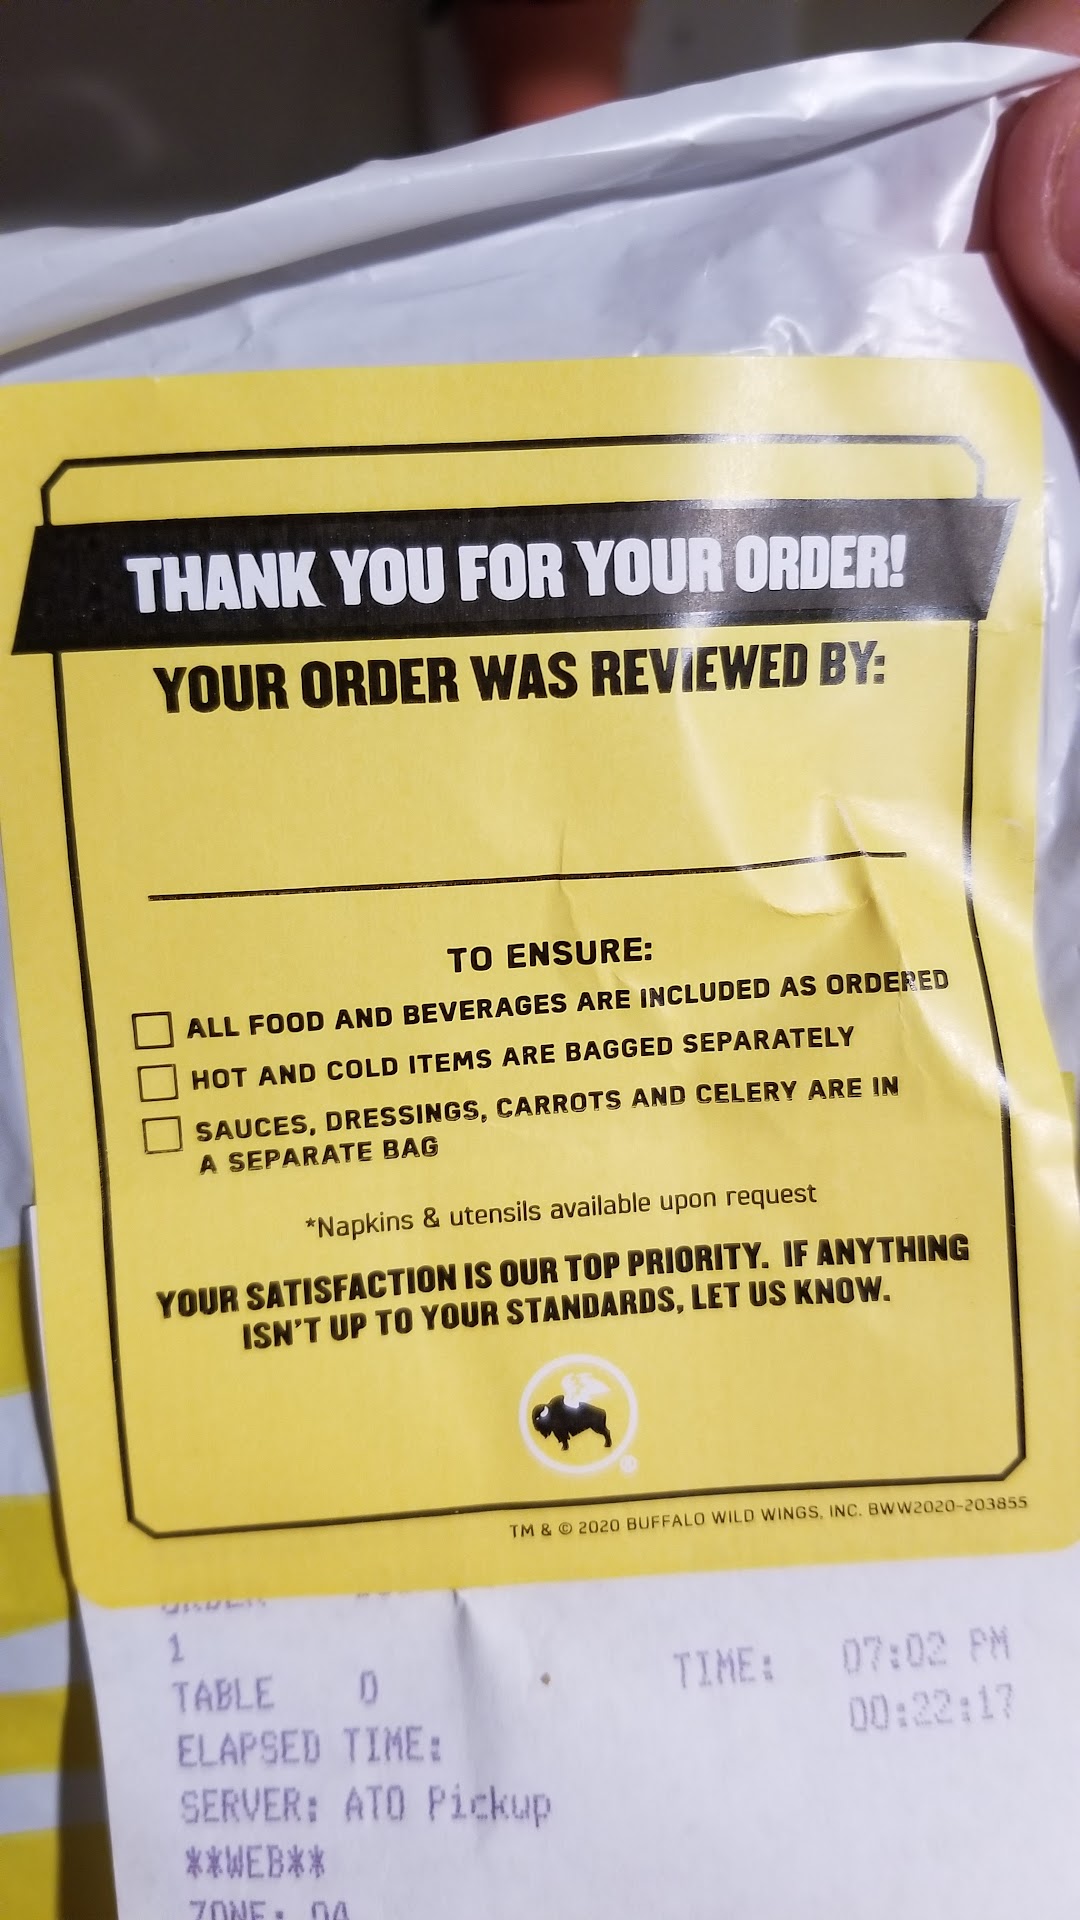 THANK YOU FOR YOUR ORDER!
YOUR ORDER WAS REVIEWED BY:
TO ENSURE:
ALL FOOD AND BEVERAGES ARE INCLUDED AS ORDERED
HOT AND COLD ITEMS ARE BAGGED SEPARATELY
SAUCES, DRESSINGS, CARROTS AND CELERY ARE IN
A SEPARATE BAG
*Napkins & utensils available upon request
YOUR SATISFACTION IS OUR TOP PRIORITY. IF ANYTHING
ISN'T UP TO YOUR STANDARDS, LET US KNOW.
®
TM & © 2020 BUFFALO WILD WINGS, INC. BWW2020-203855
1
TIME: 07:02 PM
TABLE 0
00:22:17
ELAPSED TIME:
SERVER: ATO Pickup
**WEB**
ZONE: 04